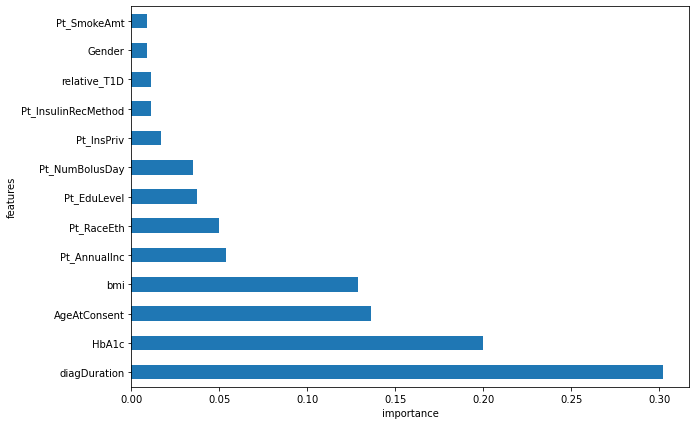 Pt_SmokeAmt
Gender
relative_T1D
Pt_InsulinRecMethod
Pt_InsPriv
Pt_NumBolusDay
Pt_EduLevel
Pt_RaceEth
Pt_AnnualInc
bmi
AgeAtConsent
HbA1c
diagDuration
features
0.00 0.05 0.10 0.15 0.20 0.25 0.30
importance